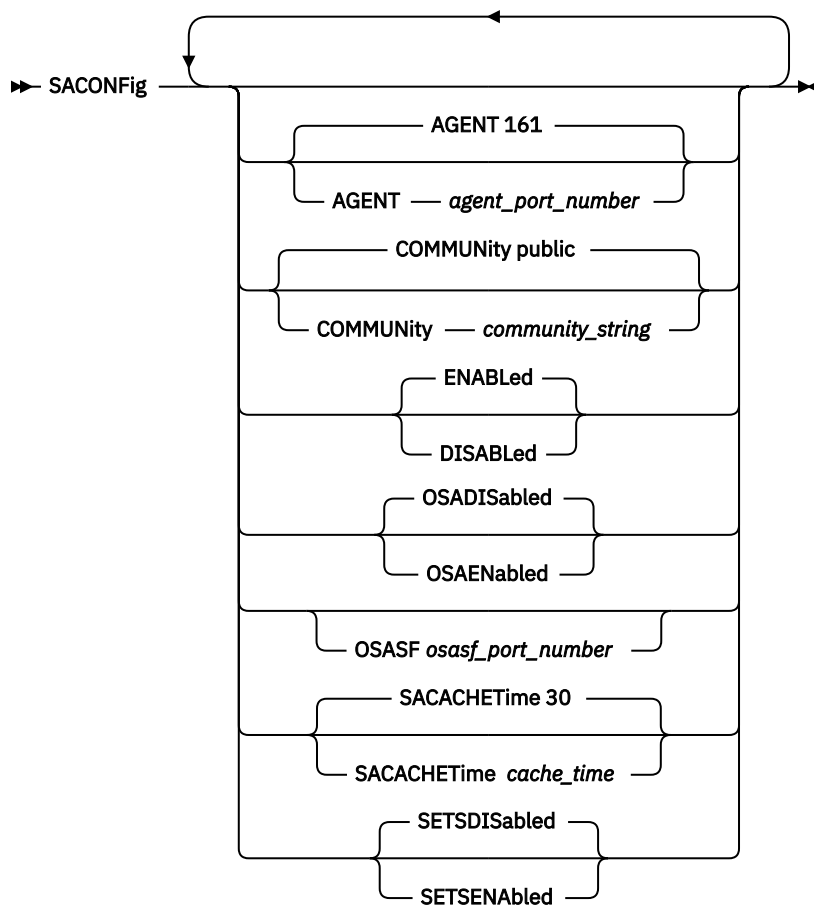 SACONFig
AGENT 161
AGENT agent_port_number
COMMUNity public
COMMUNity community_string
ENABLed
DISABLed
OSADISabled
OSAENabled
OSASF osasf_port_number
SACACHETime 30
SACACHETime cache_time
SETSDISabled
SETSENAbled